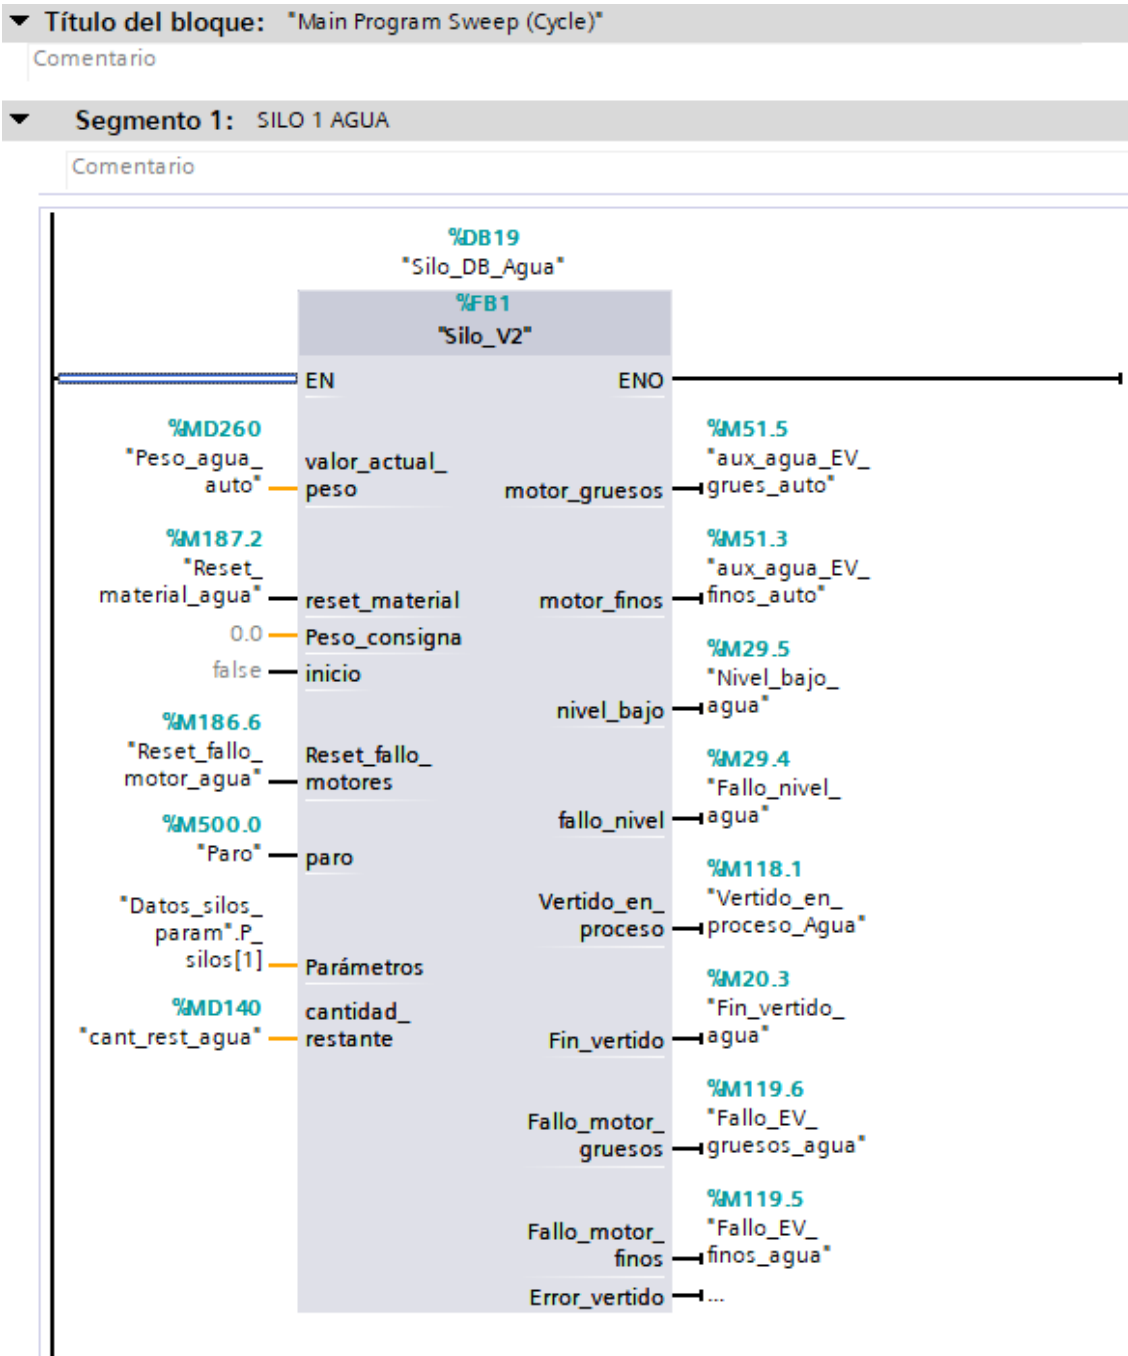 Título del bloque: "Main Program Sweep (Cycle)"
Comentario
Segmento 1: SILO 1 AGUA
Comentario
%DB19
"Silo_DB_Agua"
%FB1
"Silo_V2"
EN
ENO
%MD260
"Peso_agua_
auto"
valor_actual_
peso
motor_gruesos
%M51.5
"aux_agua_EV_
grues_auto"
%M187.2
"Reset_
material_agua"
reset_material
motor_finos
%M51.3
"aux_agua_EV_
finos_auto"
0.0
Peso_consigna
false
inicio
nivel_bajo
%M29.5
"Nivel_bajo_
agua"
%M186.6
"Reset_fallo_
motor_agua"
Reset_fallo_
motores
fallo_nivel
%M29.4
"Fallo_nivel_
agua"
%M500.0
"Paro"
paro
Vertido_en_
proceso
%M118.1
"Vertido_en_
proceso_Agua"
"Datos_silos_
param".P_
silos[1]
Parámetros
%MD140
"cant_rest_agua"
cantidad_
restante
Fin_vertido
%M20.3
"Fin_vertido_
agua"
Fallo_motor_
gruesos
%M119.6
"Fallo_EV_
gruesos_agua"
Fallo_motor_
finos
%M119.5
"Fallo_EV_
finos_agua"
Error_vertido
...